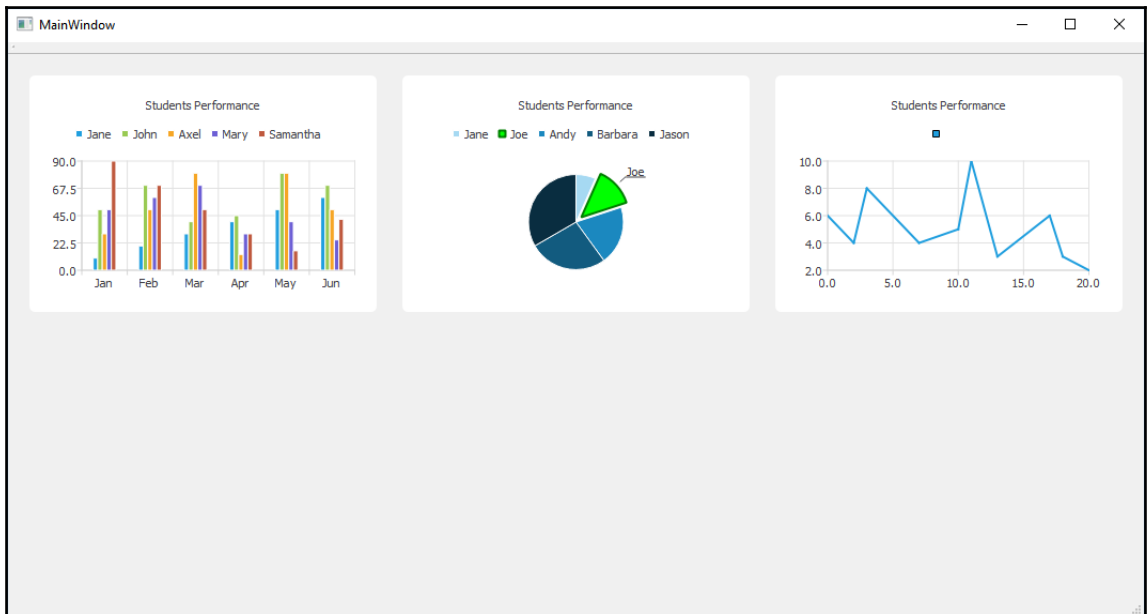 MainWindow
Students Performance
Jane John Axel Mary Samantha
90.0
67.5
45.0
22.5
0.0
Jan Feb Mar Apr May Jun
Students Performance
Jane Joe Andy Barbara Jason
Joe
Students Performance
10.0
8.0
6.0
4.0
2.0
0.0 5.0 10.0 15.0 20.0